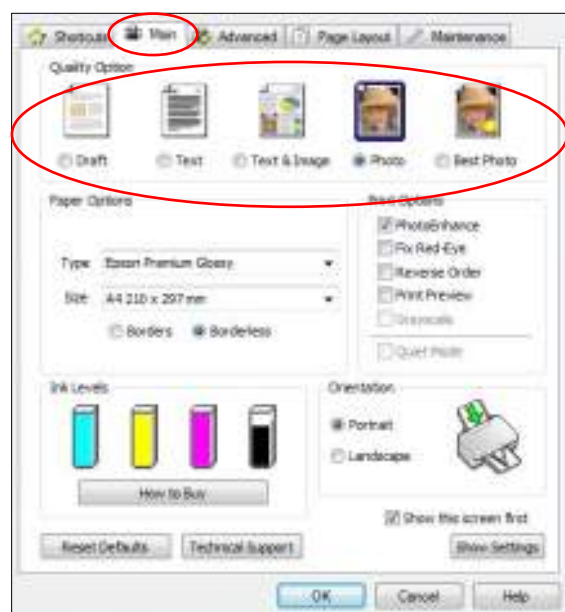 Shortcuts Main Advanced Page Layout Maintenance
Quality Option
Draft Text Text & Image Photo Best Photo
Paper Options
Print Options
PhotoEnhance
Fix Red-Eye
Type Epson Premium Glossy
Reverse Order
Size A4 210 x 297 mm
Print Preview
Grayscale
Borders Borderless
Quiet Mode
Ink Levels
Orientation
Portrait
Landscape
How to Buy
Show this screen first
Reset Defaults Technical Support Show Settings
OK Cancel Help